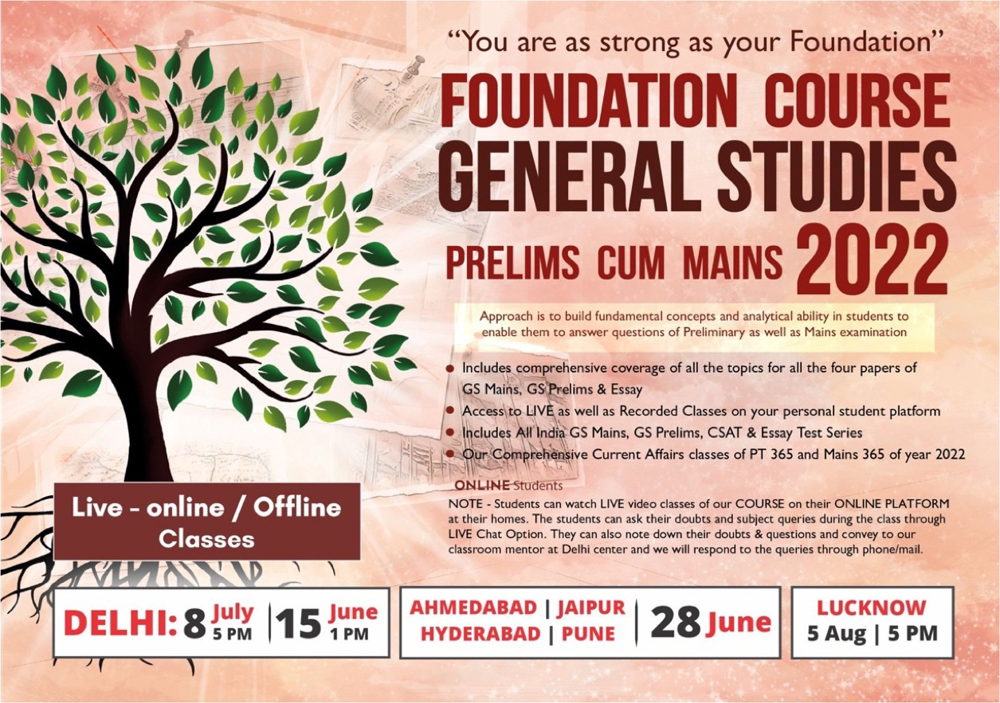 “You are as strong as your Foundation”
FOUNDATION COURSE
GENERAL STUDIES
PRELIMS CUM MAINS 2022
Approach is to build fundamental concepts and analytical ability in students to
enable them to answer questions of Preliminary as well as Mains examination
• Includes comprehensive coverage of all the topics for all the four papers of
GS Mains, GS Prelims & Essay
• Access to LIVE as well as Recorded Classes on your personal student platform
• Includes All India GS Mains, GS Prelims, CSAT & Essay Test Series
• Our Comprehensive Current Affairs classes of PT 365 and Mains 365 of year 2022
ONLINE Students
NOTE - Students can watch LIVE video classes of our COURSE on their ONLINE PLATFORM
at their homes. The students can ask their doubts and subject queries during the class through
LIVE Chat Option. They can also note down their doubts & questions and convey to our
classroom mentor at Delhi center and we will respond to the queries through phone/mail.
Live - online / Offline
Classes
DELHI: 8 July 5 PM | 15 June 1 PM
AHMEDABAD | JAIPUR
HYDERABAD | PUNE | 28 June
LUCKNOW
5 Aug | 5 PM